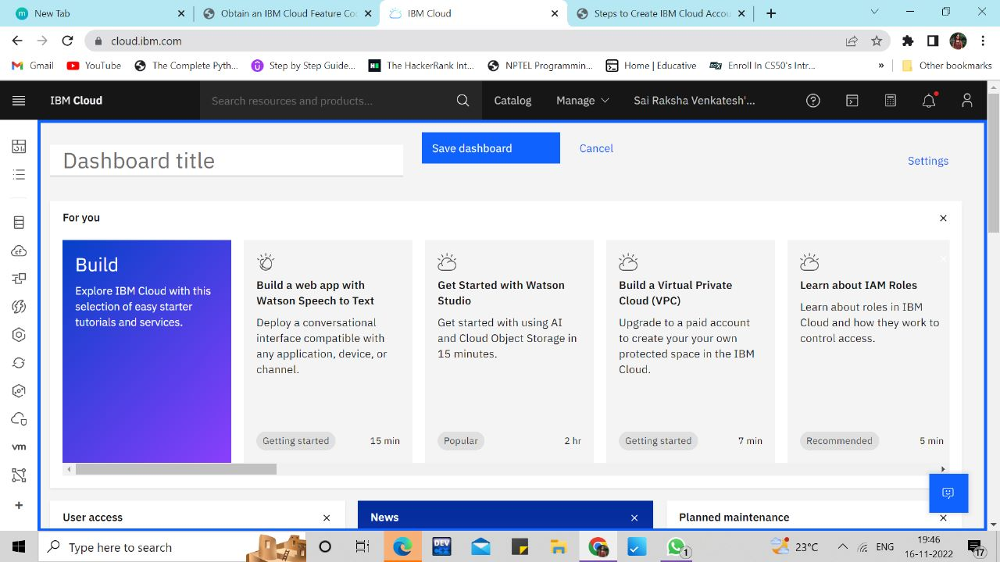 New Tab
Obtain an IBM Cloud Feature Co
IBM Cloud
Steps to Create IBM Cloud Accou
cloud.ibm.com
Gmail
YouTube
The Complete Pyth...
Step by Step Guide...
The HackerRank Int...
NPTEL Programmin...
Home | Educative
Enroll In CS50's Intr...
»
Other bookmarks
IBM Cloud
Search resources and products...
Catalog
Manage
Sai Raksha Venkatesh'...
Dashboard title
Save dashboard
Cancel
Settings
For you
Build
Explore IBM Cloud with this
selection of easy starter
tutorials and services.
Build a web app with
Watson Speech to Text
Deploy a conversational
interface compatible with
any application, device, or
channel.
Getting started
15 min
Get Started with Watson
Studio
Get started with using AI
and Cloud Object Storage in
15 minutes.
Popular
2 hr
Build a Virtual Private
Cloud (VPC)
Upgrade to a paid account
to create your your own
protected space in the IBM
Cloud.
Getting started
7 min
Learn about IAM Roles
Learn about roles in IBM
Cloud and how they work to
control access.
Recommended
5 min
vm
User access
News
Planned maintenance
Type here to search
DEV
1
23°C
ENG
19:46
16-11-2022
17